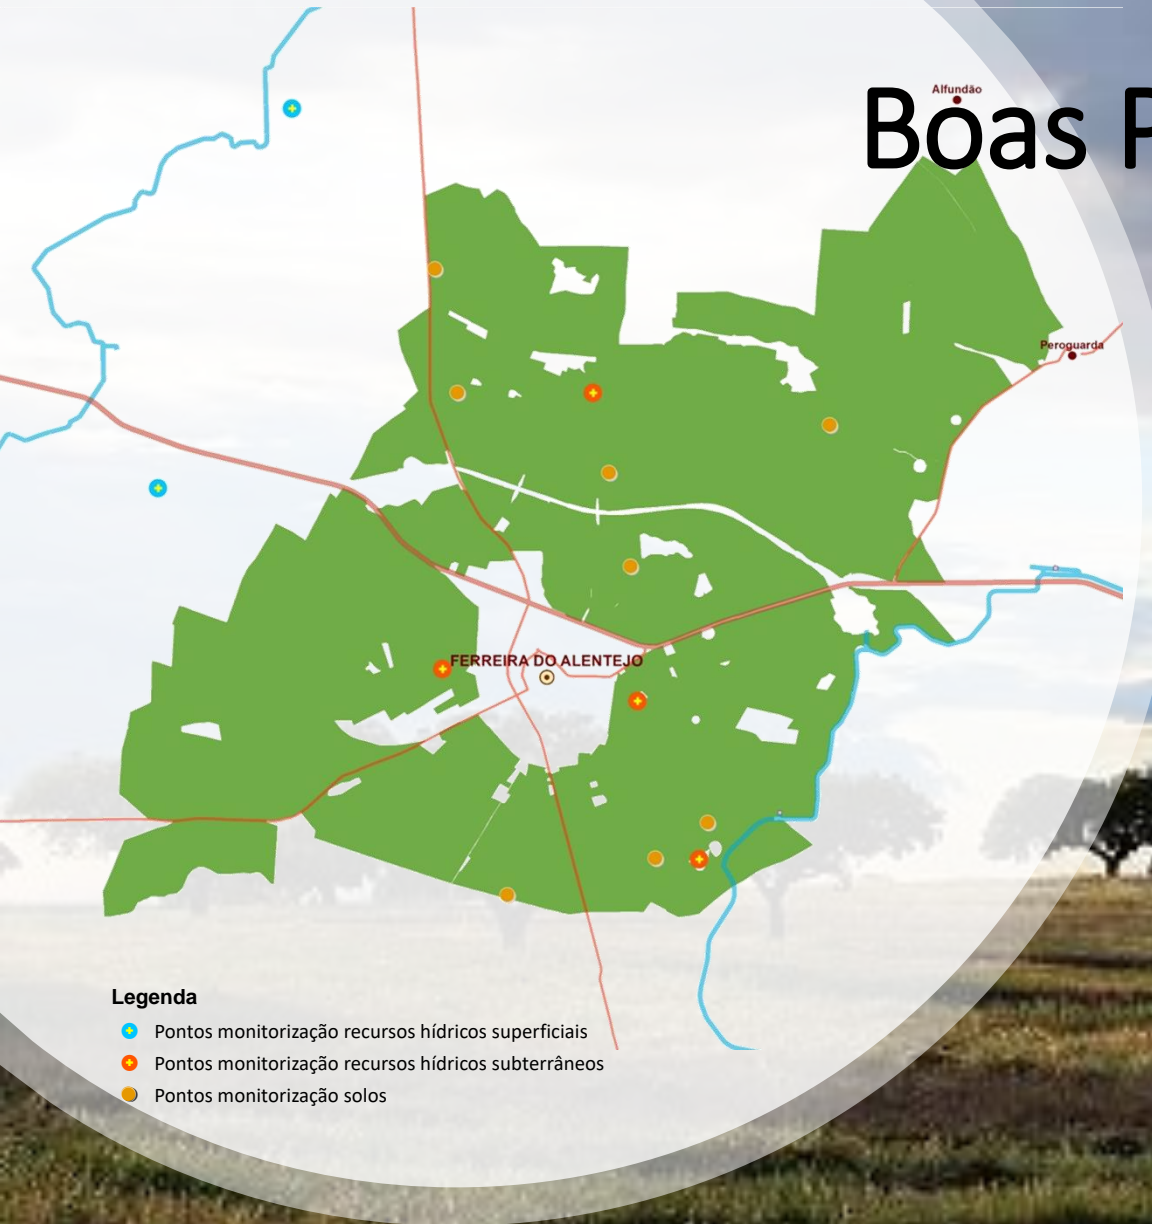 Alfundão
Boas P
Peroguarda
FERREIRA DO ALENTEJO
Legenda
Pontos monitorização recursos hídricos superficiais
Pontos monitorização recursos hídricos subterrâneos
Pontos monitorização solos